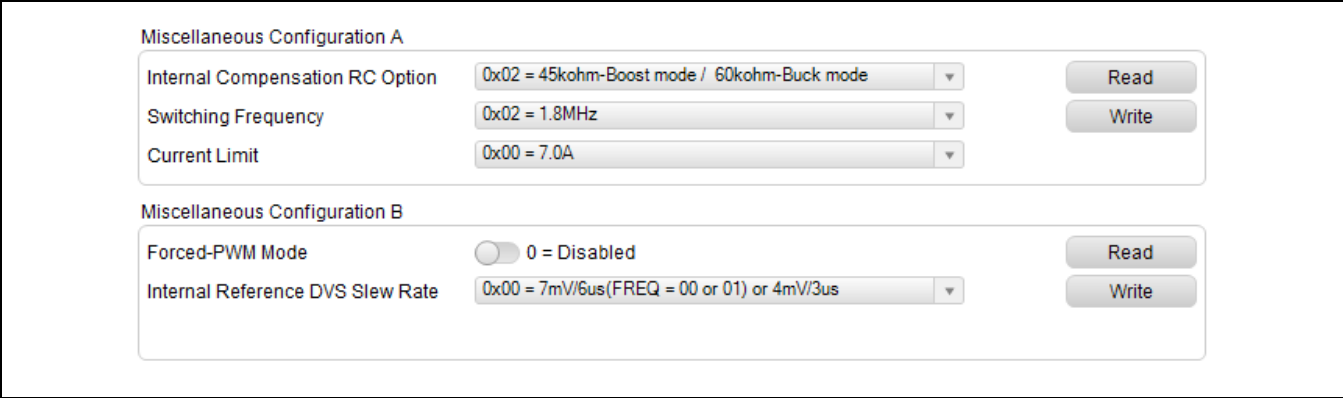 Miscellaneous Configuration A
Internal Compensation RC Option 0x02 = 45kohm-Boost mode / 60kohm-Buck mode Read
Switching Frequency 0x02 = 1.8MHz Write
Current Limit 0x00 = 7.0A
Miscellaneous Configuration B
Forced-PWM Mode 0 = Disabled Read
Internal Reference DVS Slew Rate 0x00 = 7mV/6us(FREQ = 00 or 01) or 4mV/3us Write